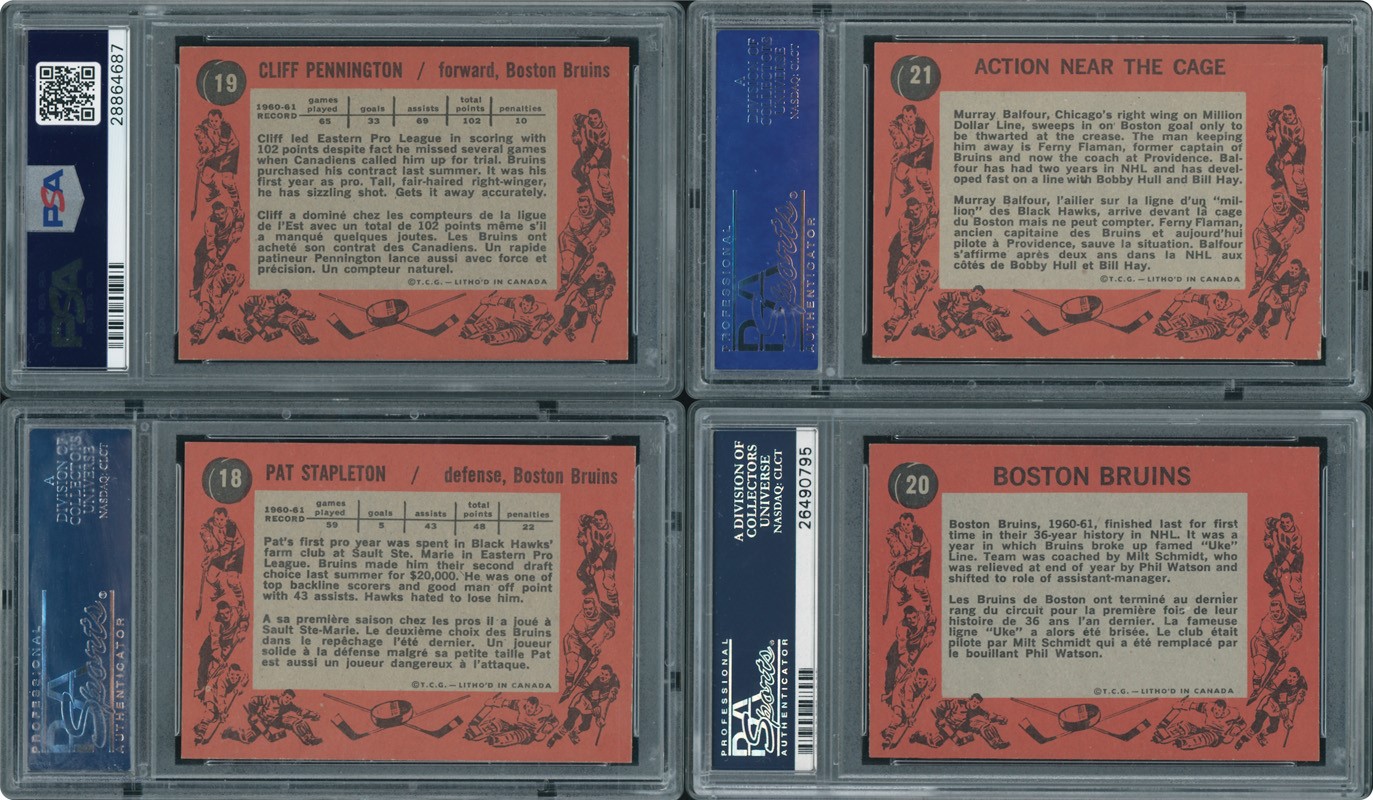 28864687
PSA
PSA
19
CLIFF PENNINGTON / forward, Boston Bruins
1960-61 RECORD
games played goals assists total points penalties
65 33 69 102 10
Cliff led Eastern Pro League in scoring with
102 points despite fact he missed several games
when Canadiens called him up for trial. Bruins
purchased his contract last summer. It was his
first year as pro. Tall, fair-haired right-winger,
he has sizzling shot. Gets it away accurately.
Cliff a dominé chez les compteurs de la ligue
de l'Est avec un total de 102 points même s'il
a manqué quelques joutes. Les Bruins ont
acheté son contrat des Canadiens. Un rapide
patineur Pennington lance aussi avec force et
précision. Un compteur naturel.
©T.C.G. — LITHO'D IN CANADA
A
DIVISION OF
COLLECTORS
UNIVERSE
NASDAQ: CLCT
PROFESSIONAL
PSA
Sports
AUTHENTICATOR
21
ACTION NEAR THE CAGE
Murray Balfour, Chicago's right wing on Million
Dollar Line, sweeps in on Boston goal only to
be thwarted at the crease. The man keeping
him away is Ferny Flaman, former captain of
Bruins and now the coach at Providence. Bal-
four has had two years in NHL and has devel-
oped fast on a line with Bobby Hull and Bill Hay.
Murray Balfour, l'ailier sur la ligne d'un "mil-
lion" des Black Hawks, arrive devant la cage
du Boston mais ne peut compter. Ferny Flaman,
ancien capitaine des Bruins et aujourd'hui
pilote à Providence, sauve la situation. Balfour
s'affirme après deux ans dans la NHL aux
côtés de Bobby Hull et Bill Hay.
©T.C.G. — LITHO'D IN CANADA
A
DIVISION OF
COLLECTORS
UNIVERSE
NASDAQ: CLCT
PROFESSIONAL
PSA
Sports
AUTHENTICATOR
18
PAT STAPLETON / defense, Boston Bruins
1960-61 RECORD
games played goals assists total points penalties
59 5 43 48 22
Pat's first pro year was spent in Black Hawks'
farm club at Sault Ste. Marie in Eastern Pro
League. Bruins made him their second draft
choice last summer for $20,000. He was one of
top backline scorers and good man off point
with 43 assists. Hawks hated to lose him.
A sa première saison chez les pros il a joué à
Sault Ste-Marie. Le deuxième choix des Bruins
dans le repêchage l'été dernier. Un joueur
solide à la défense malgré sa petite taille Pat
est aussi un joueur dangereux à l'attaque.
©T.C.G. — LITHO'D IN CANADA
A DIVISION OF
COLLECTORS
UNIVERSE
NASDAQ: CLCT
26490795
PROFESSIONAL
PSA
Sports
AUTHENTICATOR
20
BOSTON BRUINS
Boston Bruins, 1960-61, finished last for first
time in their 36-year history in NHL. It was a
year in which Bruins broke up famed "Uke"
Line. Team was coached by Milt Schmidt, who
was relieved at end of year by Phil Watson and
shifted to role of assistant-manager.
Les Bruins de Boston ont terminé au dernier
rang du circuit pour la première fois de leur
histoire de 36 ans l'an dernier. La fameuse
ligne "Uke" a alors été brisée. Le club était
pilote par Milt Schmidt qui a été remplacé par
le bouillant Phil Watson.
©T.C.G. — LITHO'D IN CANADA